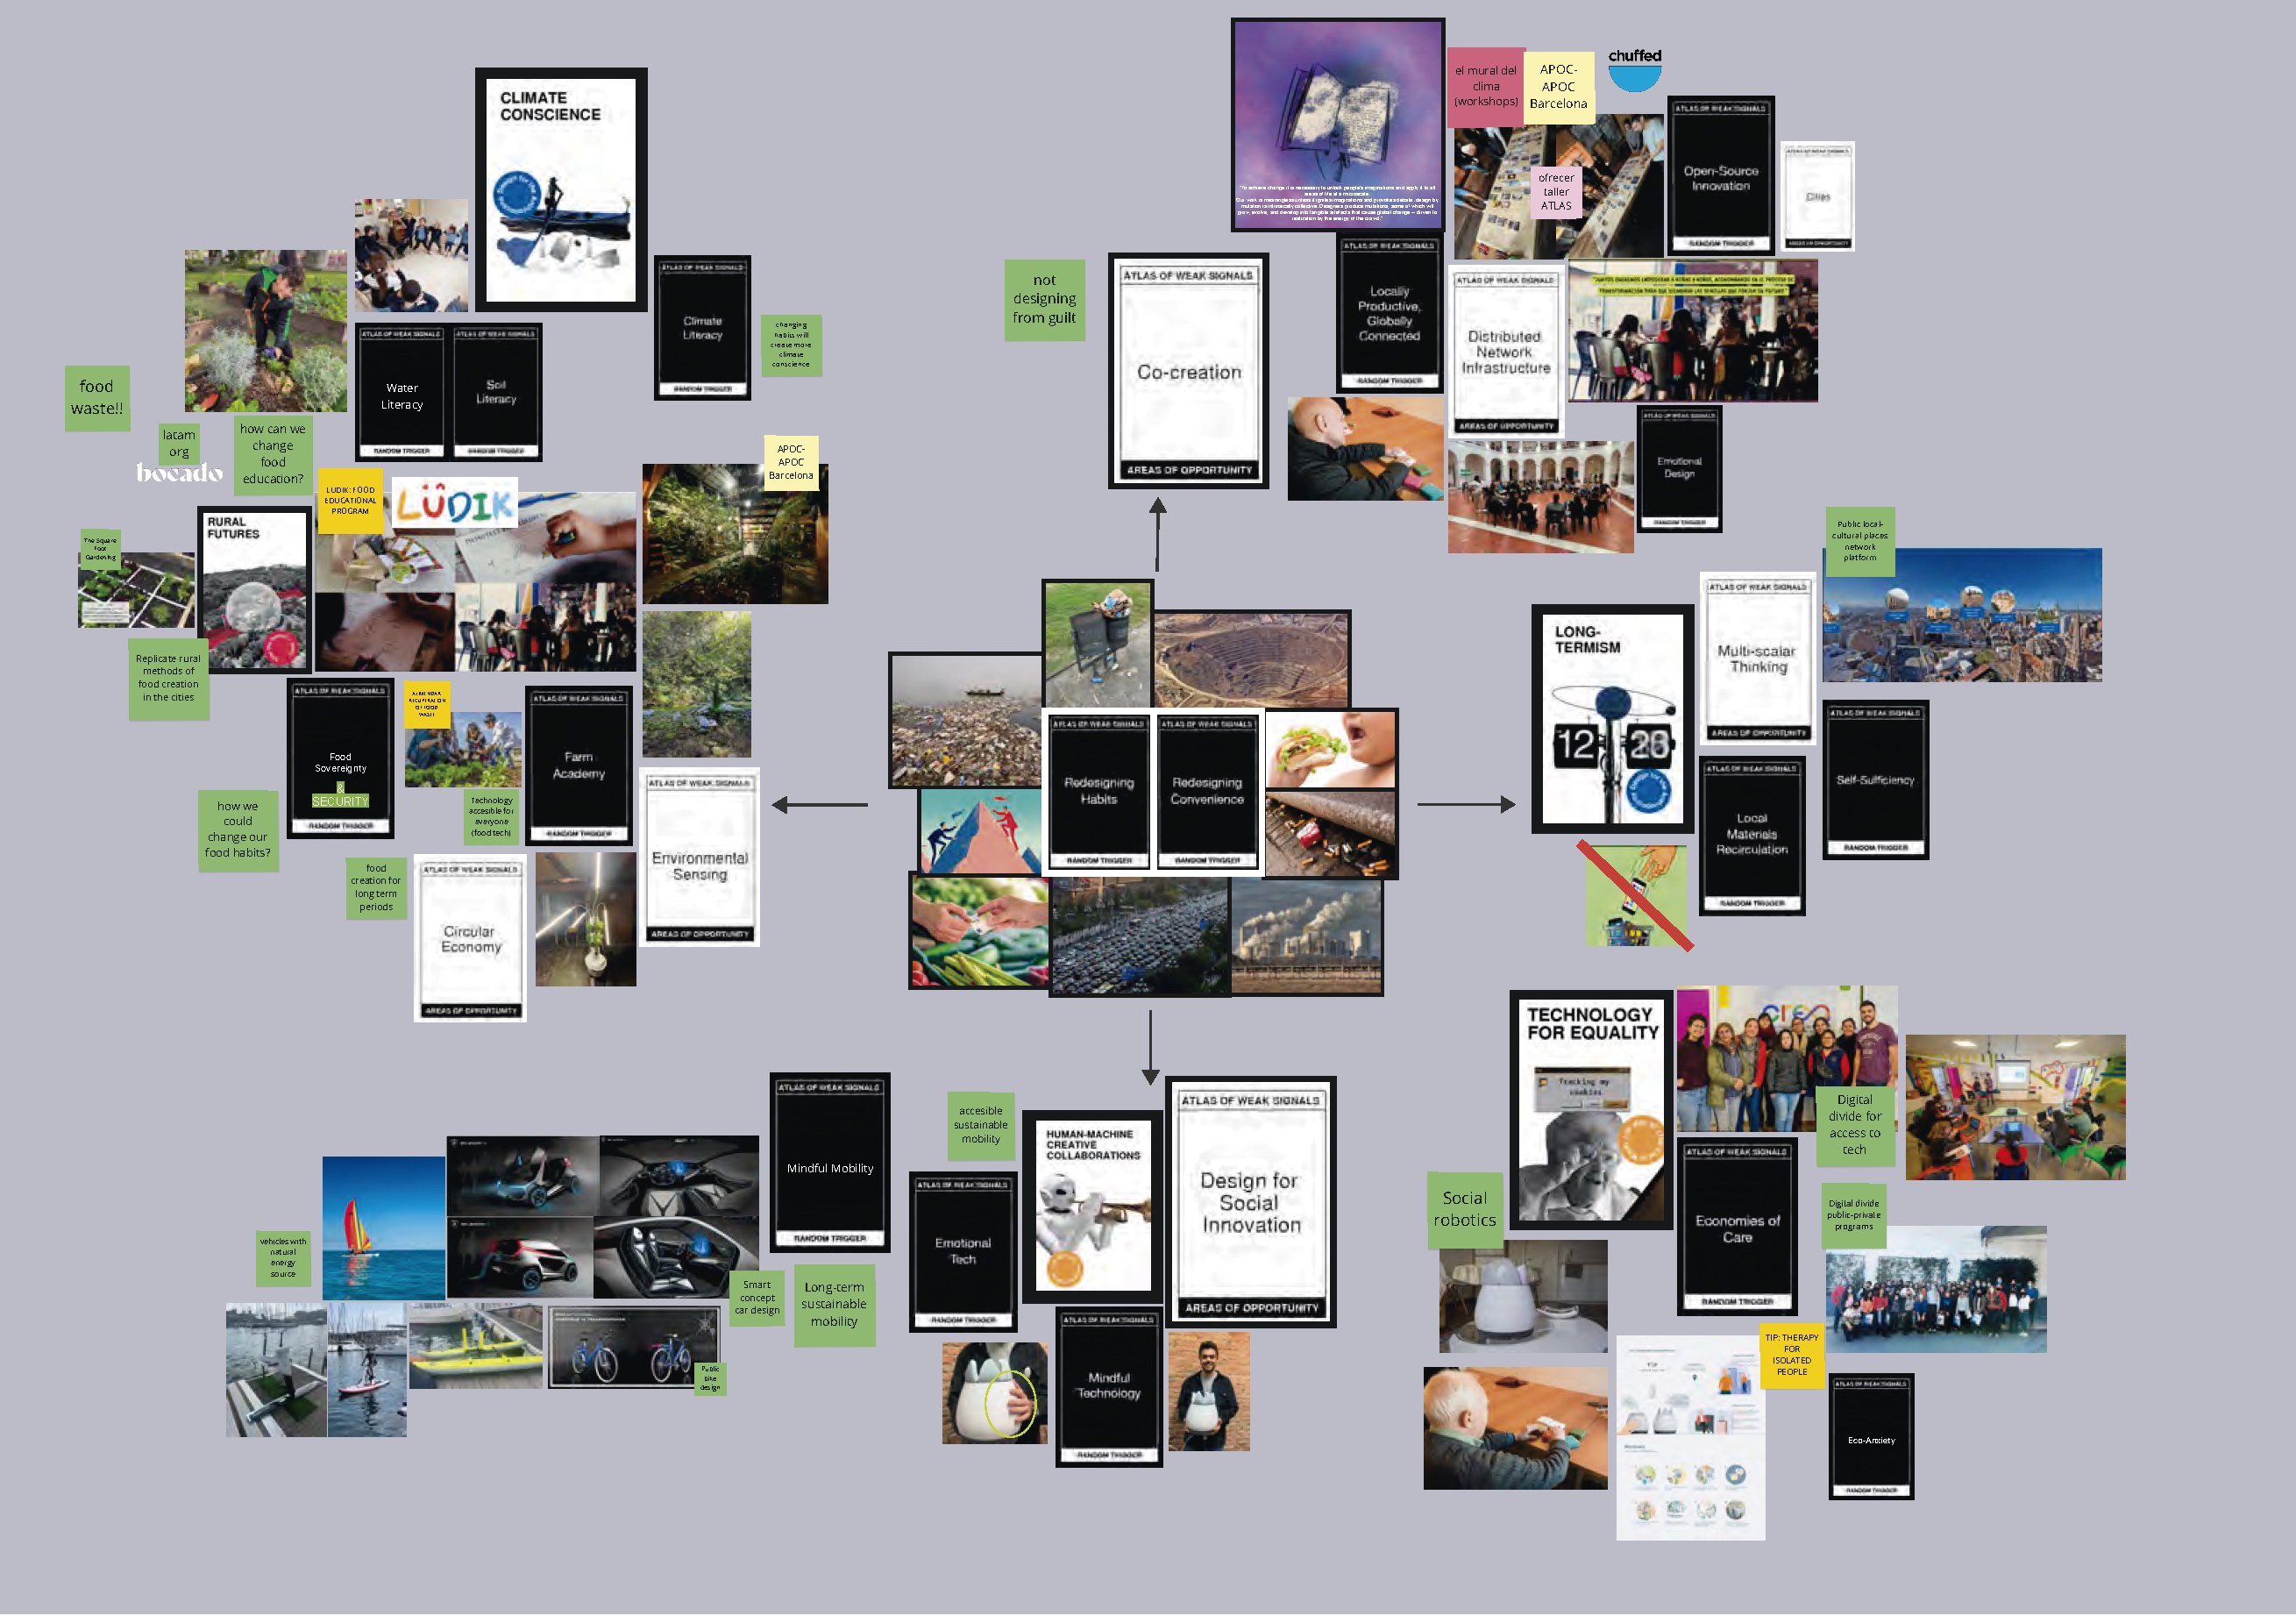 CLIMATE
CONSCIENCE
ATLAS OF WEAK SIGNALS
Water
Literacy
RANDOM TRIGGER
ATLAS OF WEAK SIGNALS
Soil
Literacy
RANDOM TRIGGER
ATLAS OF WEAK SIGNALS
Climate
Literacy
RANDOM TRIGGER
changing
habits will
create more
climate
conscience
food
waste!!
latam
org
bocado
how can we
change
food
education?
LUDIK: FOOD
EDUCATIONAL
PROGRAM
LÜDIK
APOC-
APOC
Barcelona
The Square
Foot
Gardening
RURAL
FUTURES
Replicate rural
methods of
food creation
in the cities
ATLAS OF WEAK SIGNALS
Food
Sovereignty
&
SECURITY
RANDOM TRIGGER
ATLAS OF WEAK SIGNALS
Farm
Academy
RANDOM TRIGGER
Technology
accesible for
everyone
(food tech)
how we
could
change our
food habits?
food
creation for
long term
periods
ATLAS OF WEAK SIGNALS
Circular
Economy
AREAS OF OPPORTUNITY
ATLAS OF WEAK SIGNALS
Environmental
Sensing
AREAS OF OPPORTUNITY
not
designing
from guilt
ATLAS OF WEAK SIGNALS
Co-creation
AREAS OF OPPORTUNITY
el mural del
clima
(workshops)
APOC-
APOC
Barcelona
chuffed
ofrecer
taller
ATLAS
ATLAS OF WEAK SIGNALS
Open-Source
Innovation
RANDOM TRIGGER
ATLAS OF WEAK SIGNALS
Cities
AREAS OF OPPORTUNITY
ATLAS OF WEAK SIGNALS
Locally
Productive,
Globally
Connected
RANDOM TRIGGER
ATLAS OF WEAK SIGNALS
Distributed
Network
Infrastructure
AREAS OF OPPORTUNITY
ATLAS OF WEAK SIGNALS
Emotional
Design
RANDOM TRIGGER
ATLAS OF WEAK SIGNALS
Redesigning
Habits
RANDOM TRIGGER
ATLAS OF WEAK SIGNALS
Redesigning
Convenience
RANDOM TRIGGER
LONG-
TERMISM
12
ATLAS OF WEAK SIGNALS
Multi-scalar
Thinking
AREAS OF OPPORTUNITY
Public local-
cultural places
network
platform
ATLAS OF WEAK SIGNALS
Local
Materials
Recirculation
RANDOM TRIGGER
ATLAS OF WEAK SIGNALS
Self-Sufficiency
RANDOM TRIGGER
vehicles with
natural
energy
source
ATLAS OF WEAK SIGNALS
Mindful Mobility
RANDOM TRIGGER
Smart
concept
car design
Long-term
sustainable
mobility
Public
bike
design
accesible
sustainable
mobility
ATLAS OF WEAK SIGNALS
Emotional
Tech
RANDOM TRIGGER
HUMAN-MACHINE
CREATIVE
COLLABORATIONS
ATLAS OF WEAK SIGNALS
Design for
Social
Innovation
AREAS OF OPPORTUNITY
ATLAS OF WEAK SIGNALS
Mindful
Technology
RANDOM TRIGGER
TECHNOLOGY
FOR EQUALITY
Tracking my
cookies
Social
robotics
crea
Digital
divide for
access to
tech
ATLAS OF WEAK SIGNALS
Economies of
Care
RANDOM TRIGGER
Digital divide
public-private
programs
TIP: THERAPY
FOR
ISOLATED
PEOPLE
ATLAS OF WEAK SIGNALS
Eco-Anxiety
RANDOM TRIGGER